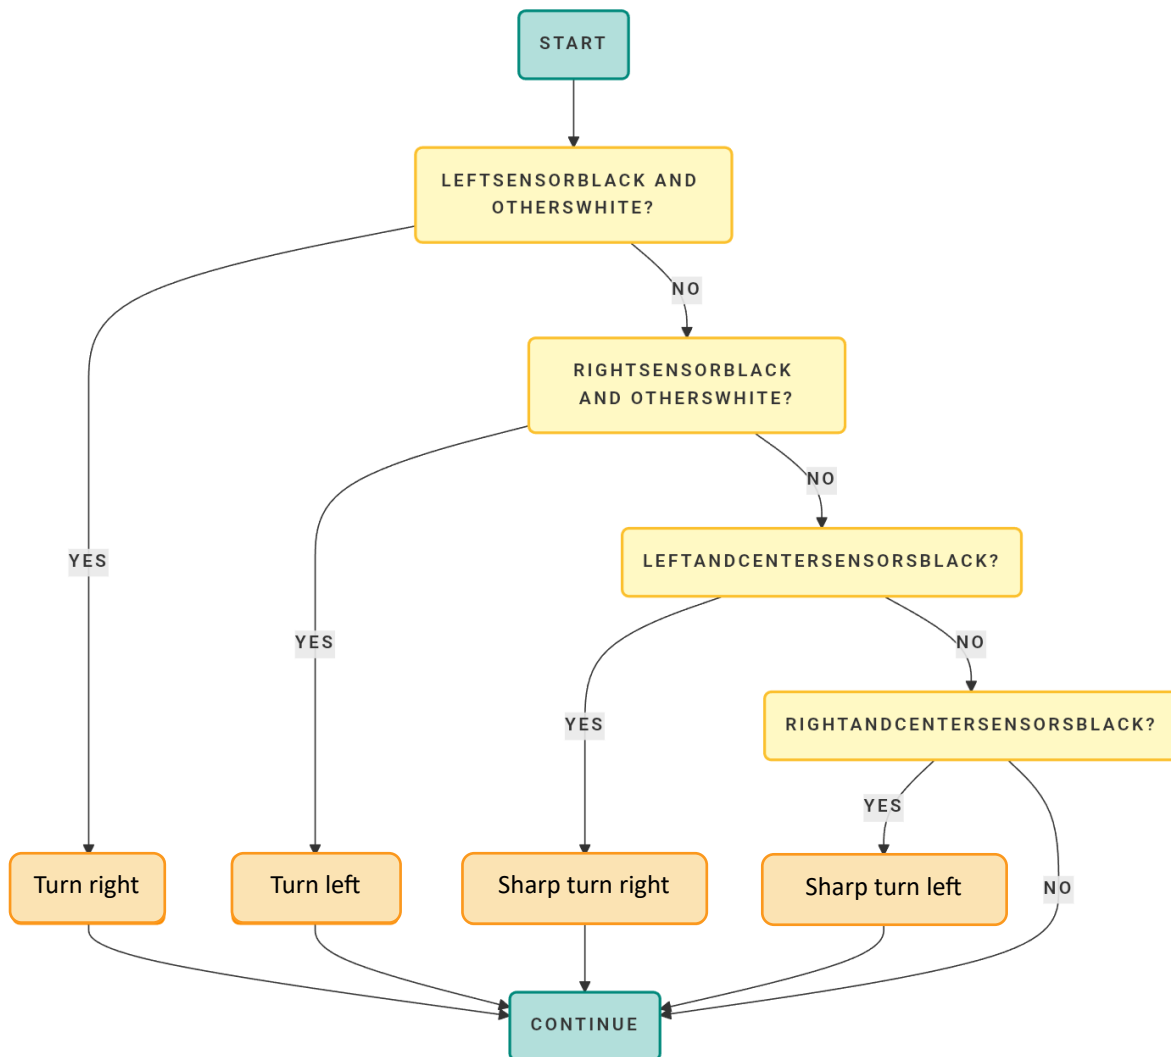 START
LEFTSENSORBLACK AND
OTHERSWHITE?
NO
RIGHTSENSORBLACK
AND OTHERSWHITE?
NO
YES
LEFTANDCENTERSENSORSBLACK?
YES
NO
YES
RIGHTANDCENTERSENSORSBLACK?
YES
Turn right
Turn left
Sharp turn right
Sharp turn left
NO
CONTINUE